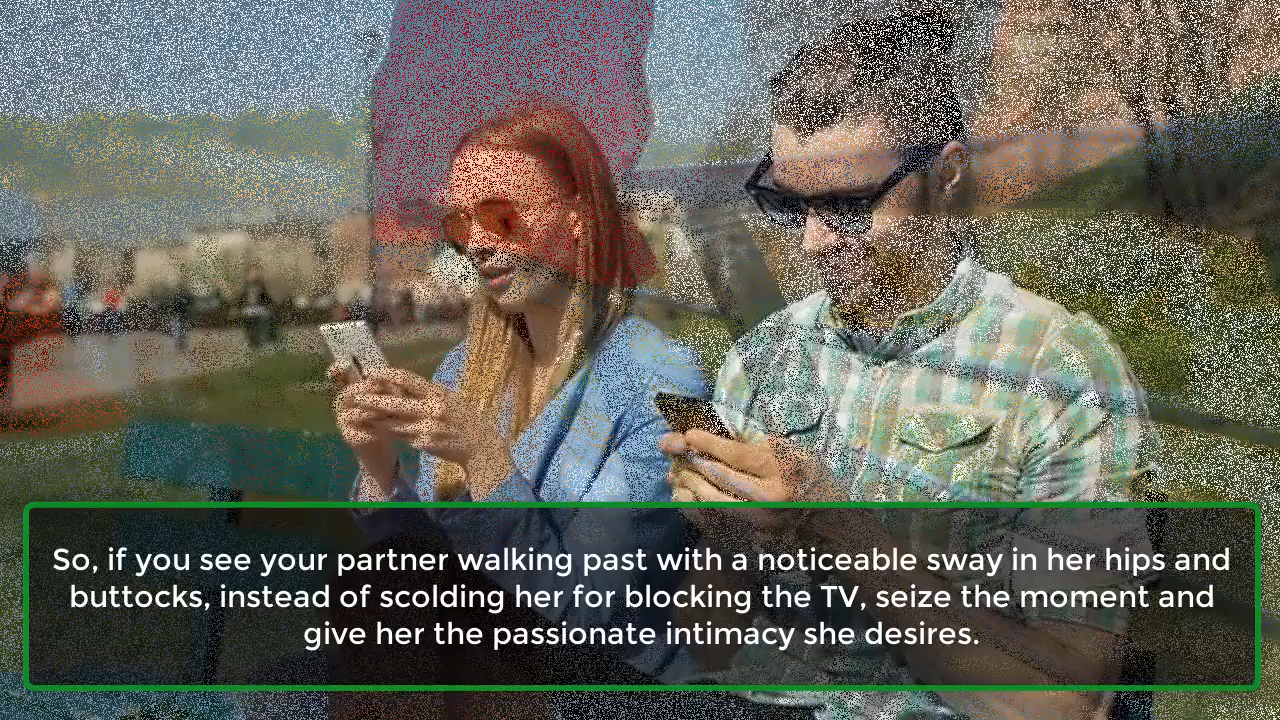 So, if you see your partner walking past with a noticeable sway in her hips and
buttocks, instead of scolding her for blocking the TV, seize the moment and
give her the passionate intimacy she desires.